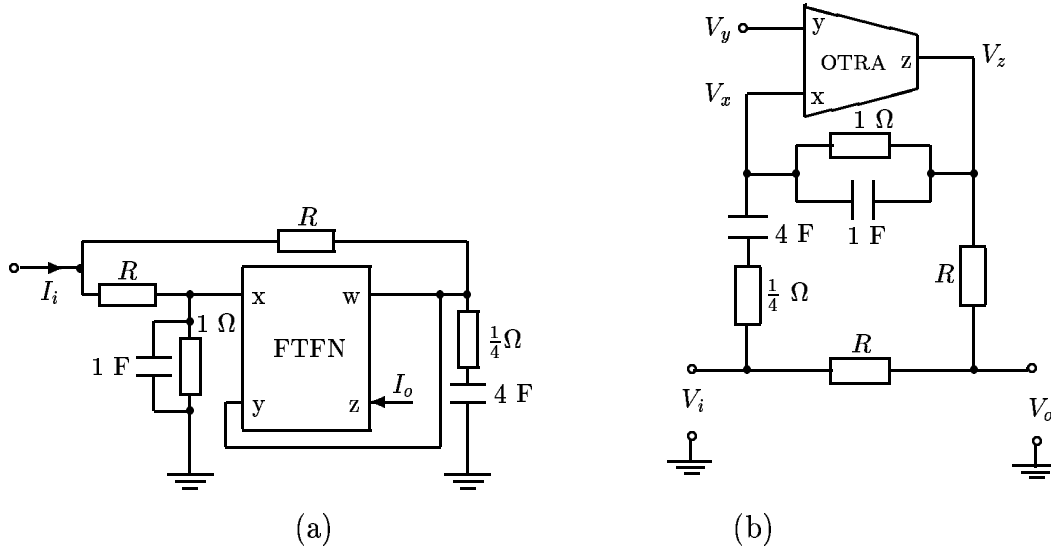 R
I_i
R
x
w
1 Ω
1 F
FTFN
1/4 Ω
y
z
I_o
4 F
(a)
V_y
y
OTRA
z
V_z
V_x
x
1 Ω
4 F
1 F
1/4 Ω
R
R
V_i
V_o
(b)